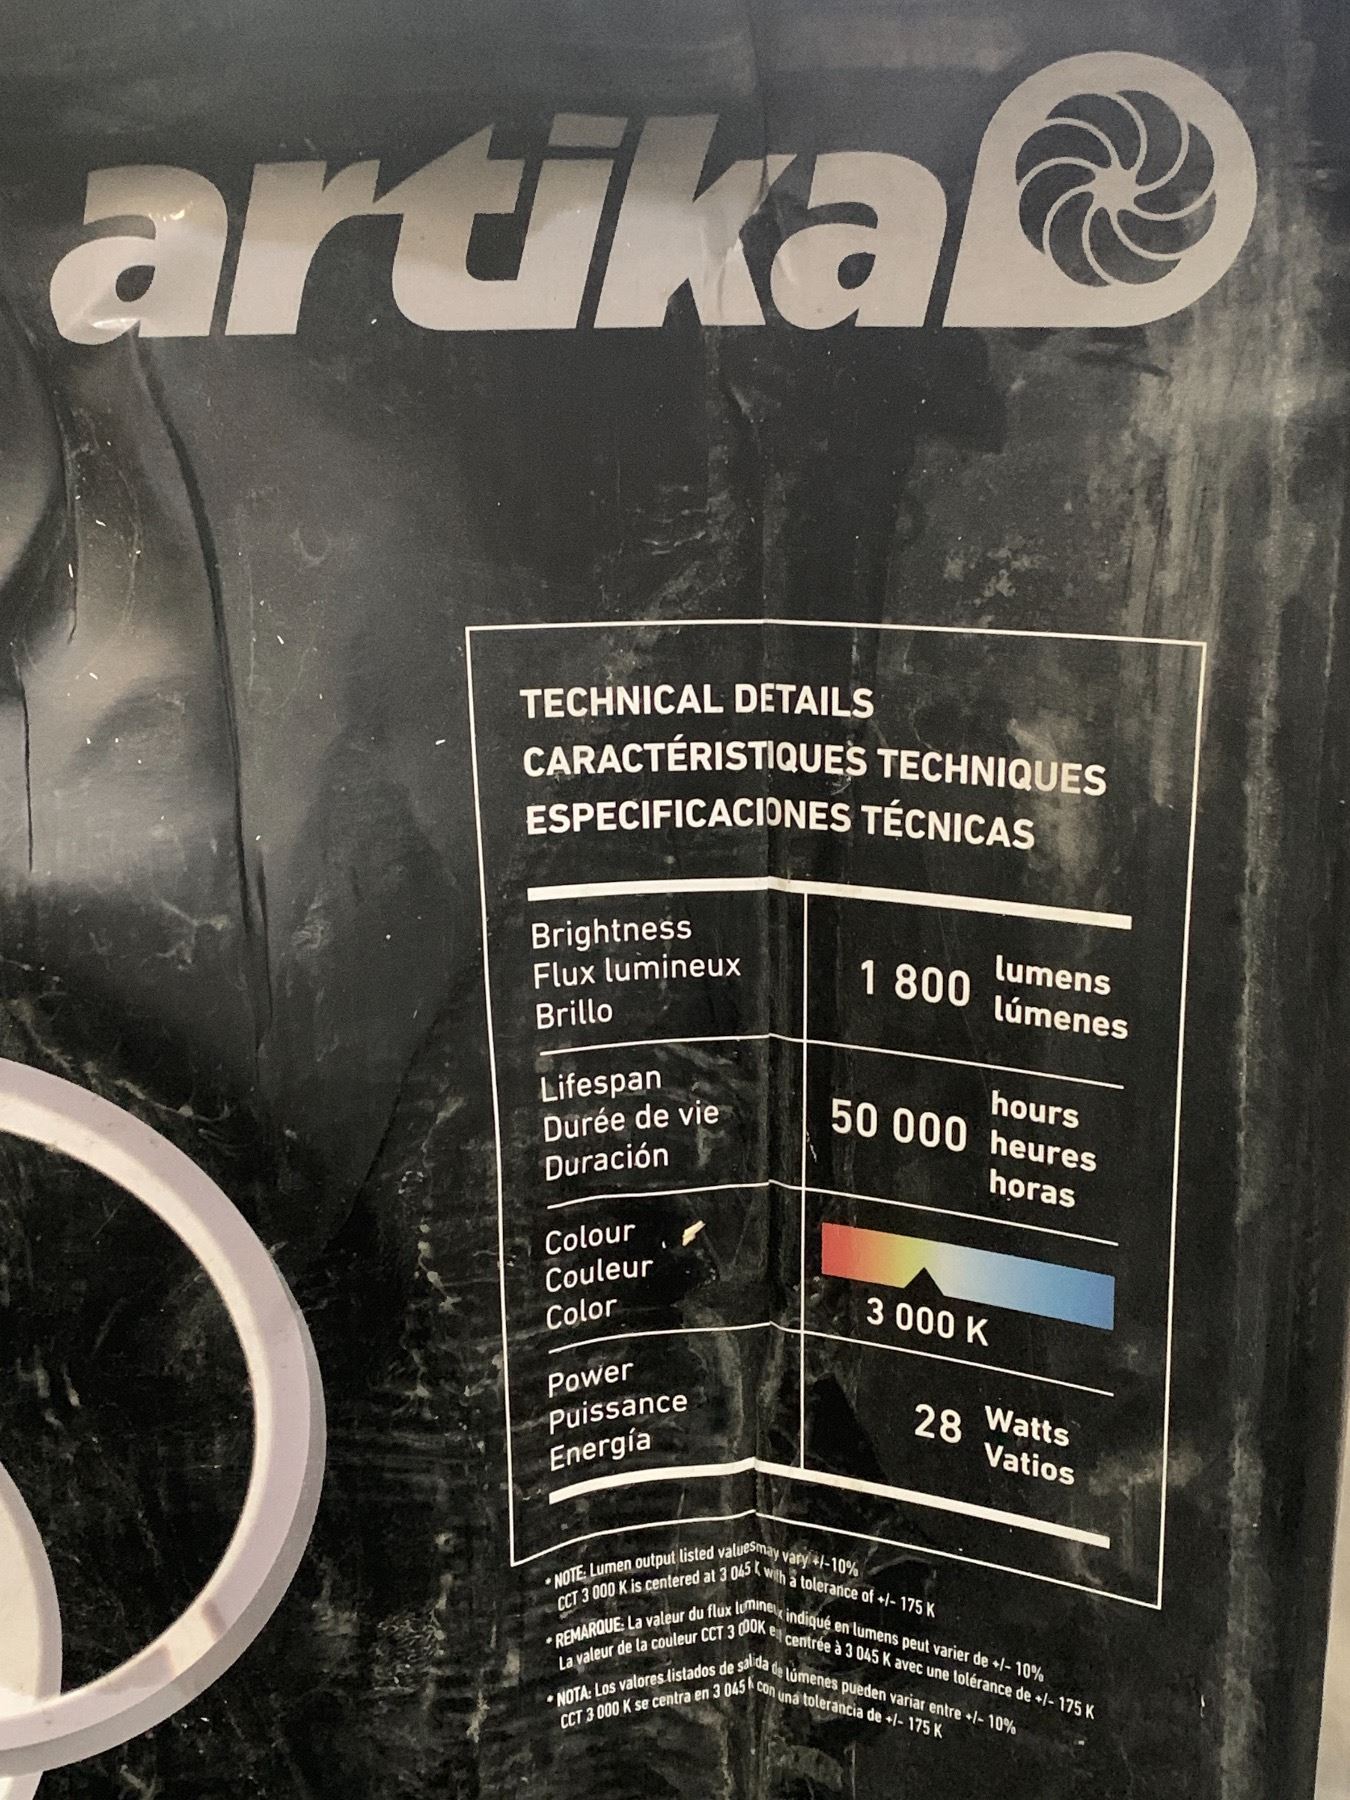 artika
TECHNICAL DETAILS
CARACTÉRISTIQUES TECHNIQUES
ESPECIFICACIONES TÉCNICAS
Brightness
Flux lumineux
Brillo
1 800 lumens
lúmenes
Lifespan
Durée de vie
Duración
50 000 hours
heures
horas
Colour
Couleur
Color
3 000 K
Power
Puissance
Energía
28 Watts
Vatios
• NOTE: Lumen output listed values may vary +/-10%
CCT 3 000 K is centered at 3 045 K with a tolerance of +/- 175 K
• REMARQUE: La valeur du flux lumineux indiqué en lumens peut varier de +/- 10%
La valeur de la couleur CCT 3 000K est centrée à 3 045 K avec une tolérance de +/- 175 K
• NOTA: Los valores listados de salida de lúmenes pueden variar entre +/- 10%
CCT 3 000 K se centra en 3 045 K con una tolerancia de +/- 175 K